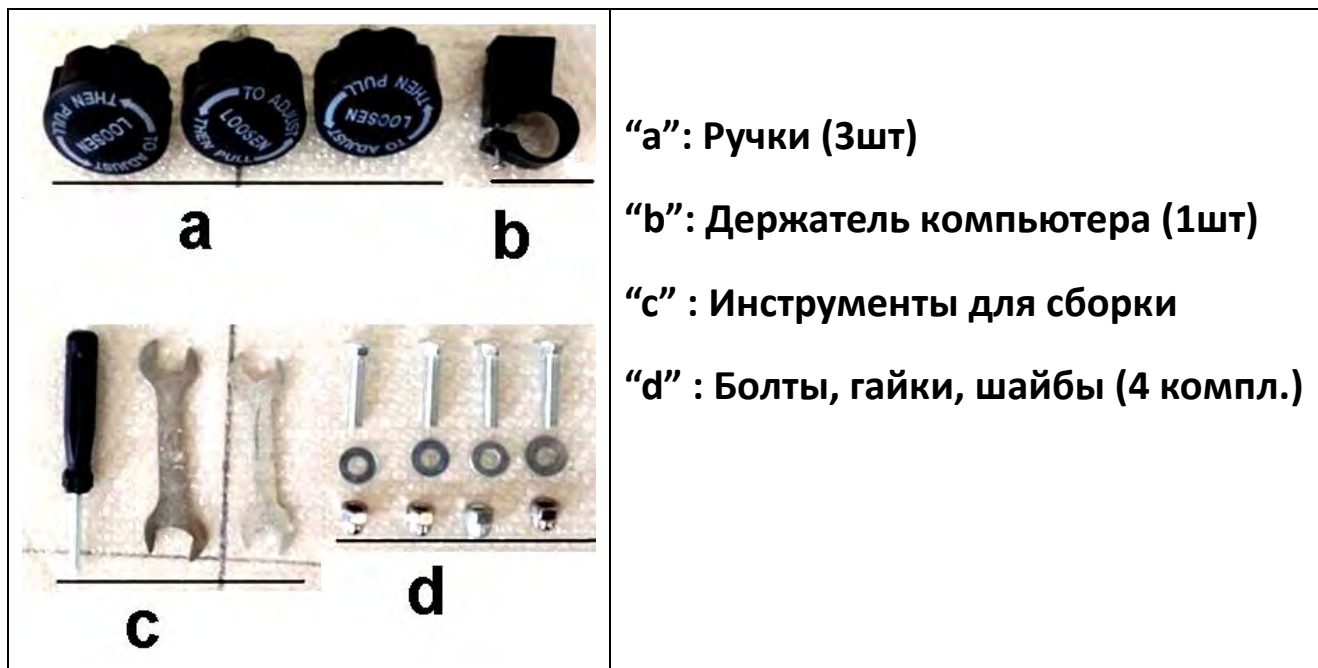 LOOSEN
THEN PULL
TO ADJUST
LOOSEN
TO ADJUST
THEN PULL
LOOSEN
THEN PULL
TO ADJUST
a
b
c
d
“a”: Ручки (3шт)
“b”: Держатель компьютера (1шт)
“c” : Инструменты для сборки
“d” : Болты, гайки, шайбы (4 компл.)